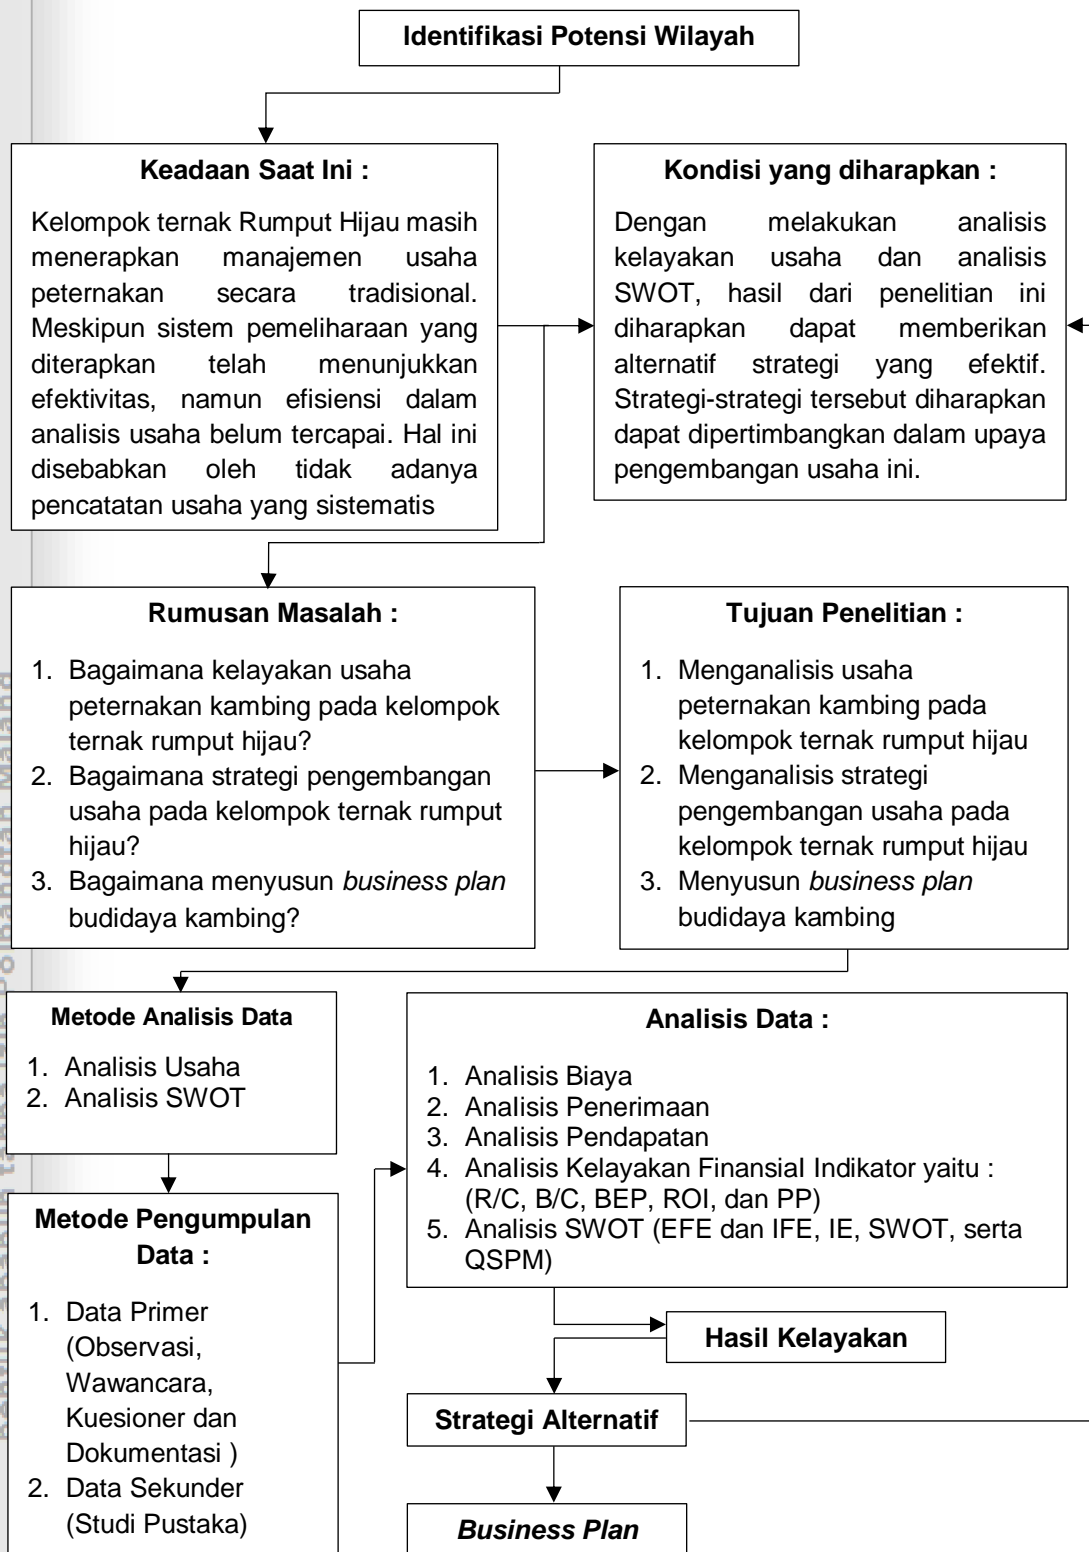 Identifikasi Potensi Wilayah
Keadaan Saat Ini :
Kelompok ternak Rumput Hijau masih
menerapkan manajemen usaha
peternakan secara tradisional.
Meskipun sistem pemeliharaan yang
diterapkan telah menunjukkan
efektivitas, namun efisiensi dalam
analisis usaha belum tercapai. Hal ini
disebabkan oleh tidak adanya
pencatatan usaha yang sistematis
Kondisi yang diharapkan :
Dengan melakukan analisis
kelayakan usaha dan analisis
SWOT, hasil dari penelitian ini
diharapkan dapat memberikan
alternatif strategi yang efektif.
Strategi-strategi tersebut diharapkan
dapat dipertimbangkan dalam upaya
pengembangan usaha ini.
Rumusan Masalah :
1. Bagaimana kelayakan usaha
peternakan kambing pada kelompok
ternak rumput hijau?
2. Bagaimana strategi pengembangan
usaha pada kelompok ternak rumput
hijau?
3. Bagaimana menyusun business plan
budidaya kambing?
Tujuan Penelitian :
1. Menganalisis usaha
peternakan kambing pada
kelompok ternak rumput hijau
2. Menganalisis strategi
pengembangan usaha pada
kelompok ternak rumput hijau
3. Menyusun business plan
budidaya kambing
Metode Analisis Data
1. Analisis Usaha
2. Analisis SWOT
Analisis Data :
1. Analisis Biaya
2. Analisis Penerimaan
3. Analisis Pendapatan
4. Analisis Kelayakan Finansial Indikator yaitu :
(R/C, B/C, BEP, ROI, dan PP)
5. Analisis SWOT (EFE dan IFE, IE, SWOT, serta
QSPM)
Metode Pengumpulan
Data :
1. Data Primer
(Observasi,
Wawancara,
Kuesioner dan
Dokumentasi )
2. Data Sekunder
(Studi Pustaka)
Hasil Kelayakan
Strategi Alternatif
Business Plan